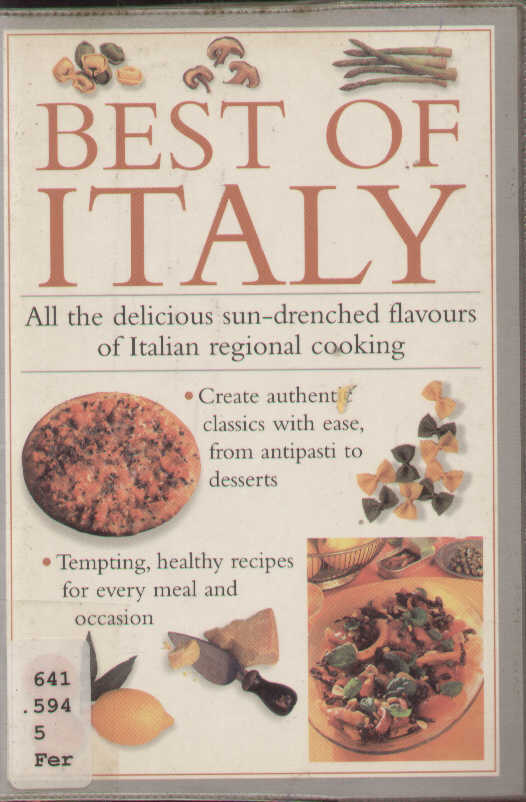 BEST OF
ITALY
All the delicious sun-drenched flavours
of Italian regional cooking
• Create authentic
classics with ease,
from antipasti to
desserts
• Tempting, healthy recipes
for every meal and
occasion
641
.594
5
Fer